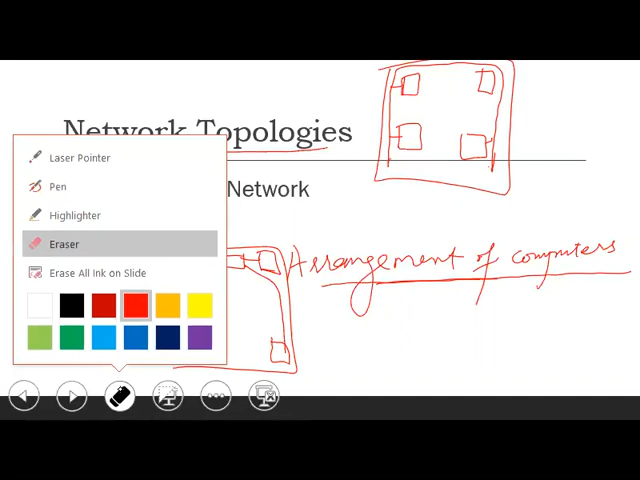 Network Topologies
Laser Pointer
Pen
Network
Highlighter
Eraser
Arrangement of computers
Erase All Ink on Slide